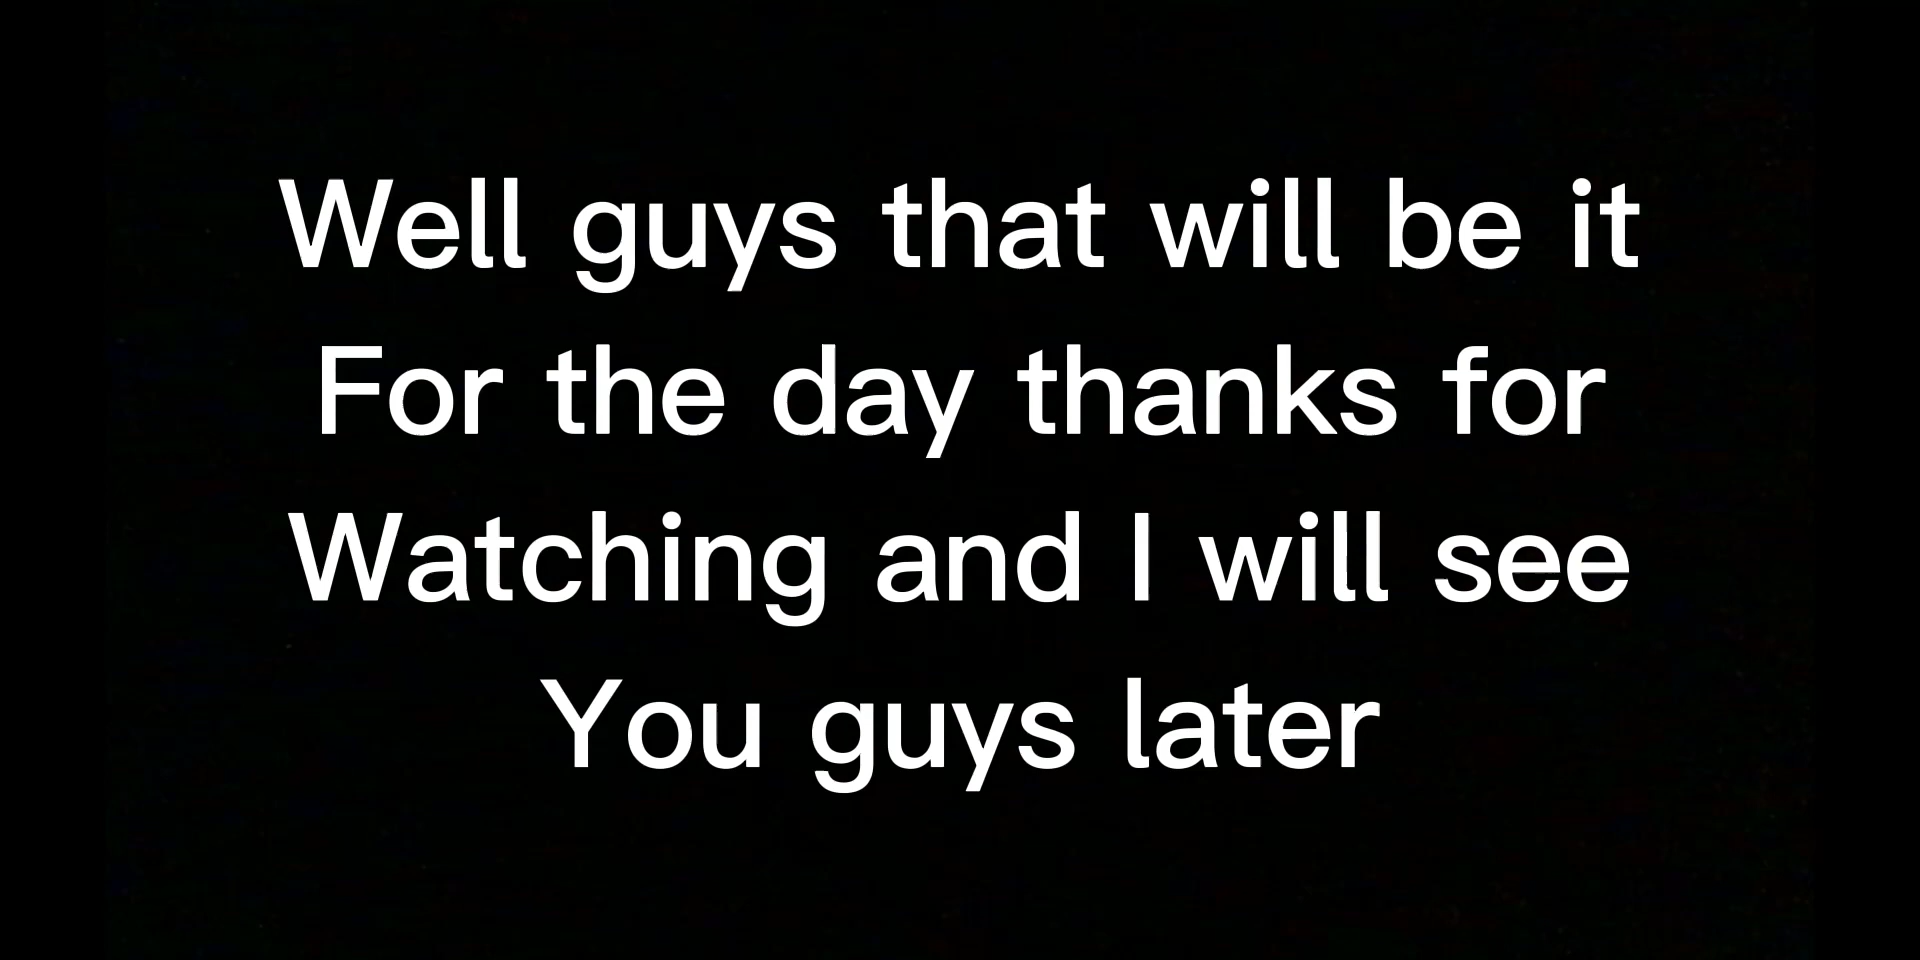 Well guys that will be it
For the day thanks for
Watching and I will see
You guys later